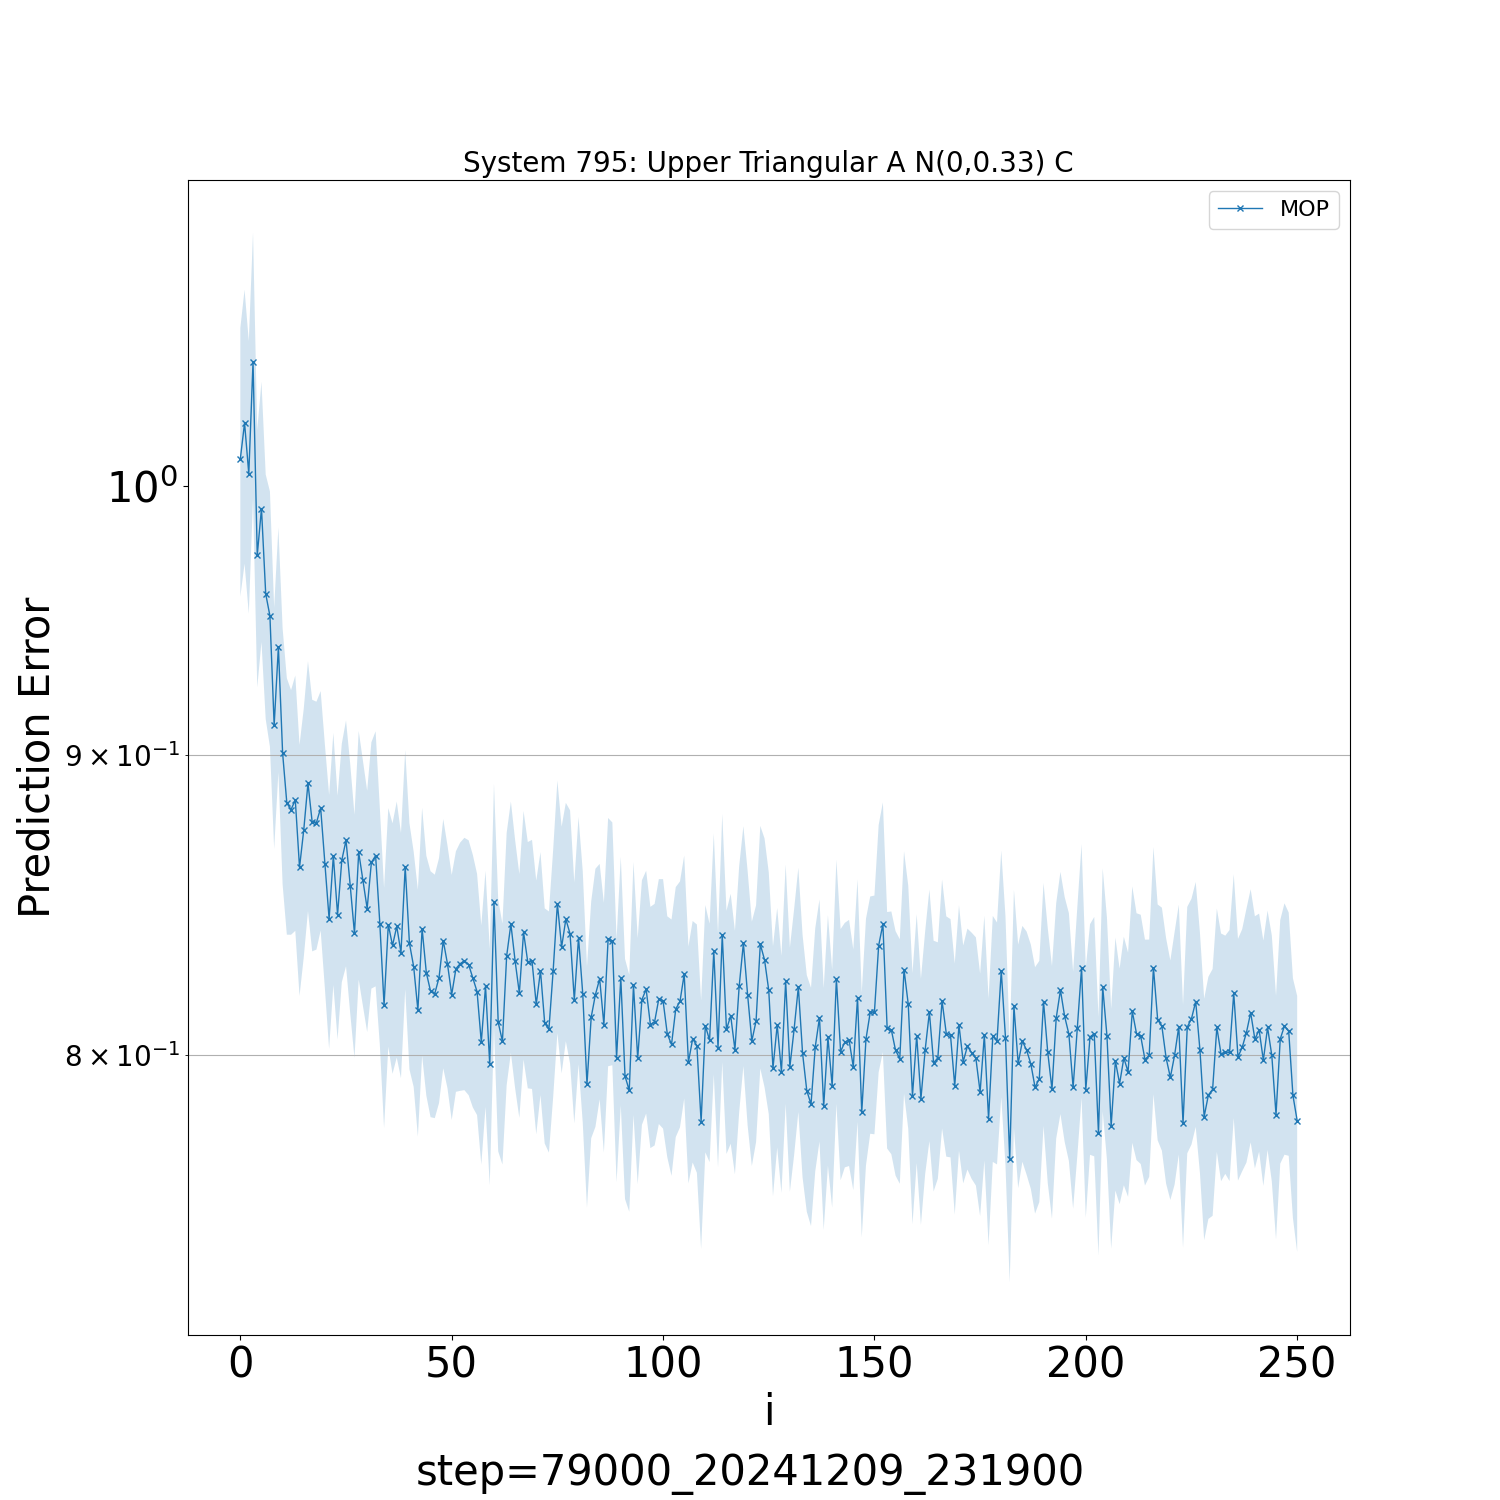 System 795: Upper Triangular A N(0,0.33) C
MOP
10⁰
9 × 10⁻¹
8 × 10⁻¹
Prediction Error
0 50 100 150 200 250
i
step=79000_20241209_231900